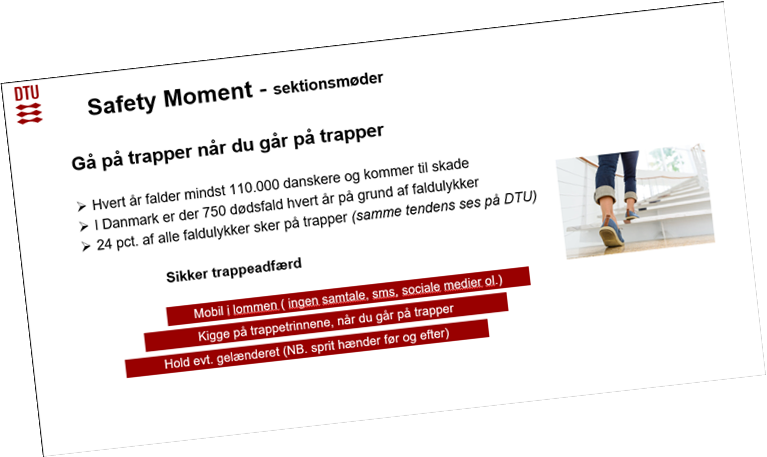 DTU
Safety Moment - sektionsmøder
Gå på trapper når du går på trapper
Hvert år falder mindst 110.000 danskere og kommer til skade
I Danmark er der 750 dødsfald hvert år på grund af faldulykker
24 pct. af alle faldulykker sker på trapper (samme tendens ses på DTU)
Sikker trappeadfærd
Mobil i lommen ( ingen samtale, sms, sociale medier ol.)
Kigge på trappetrinnene, når du går på trapper
Hold evt. gelænderet (NB. sprit hænder før og efter)